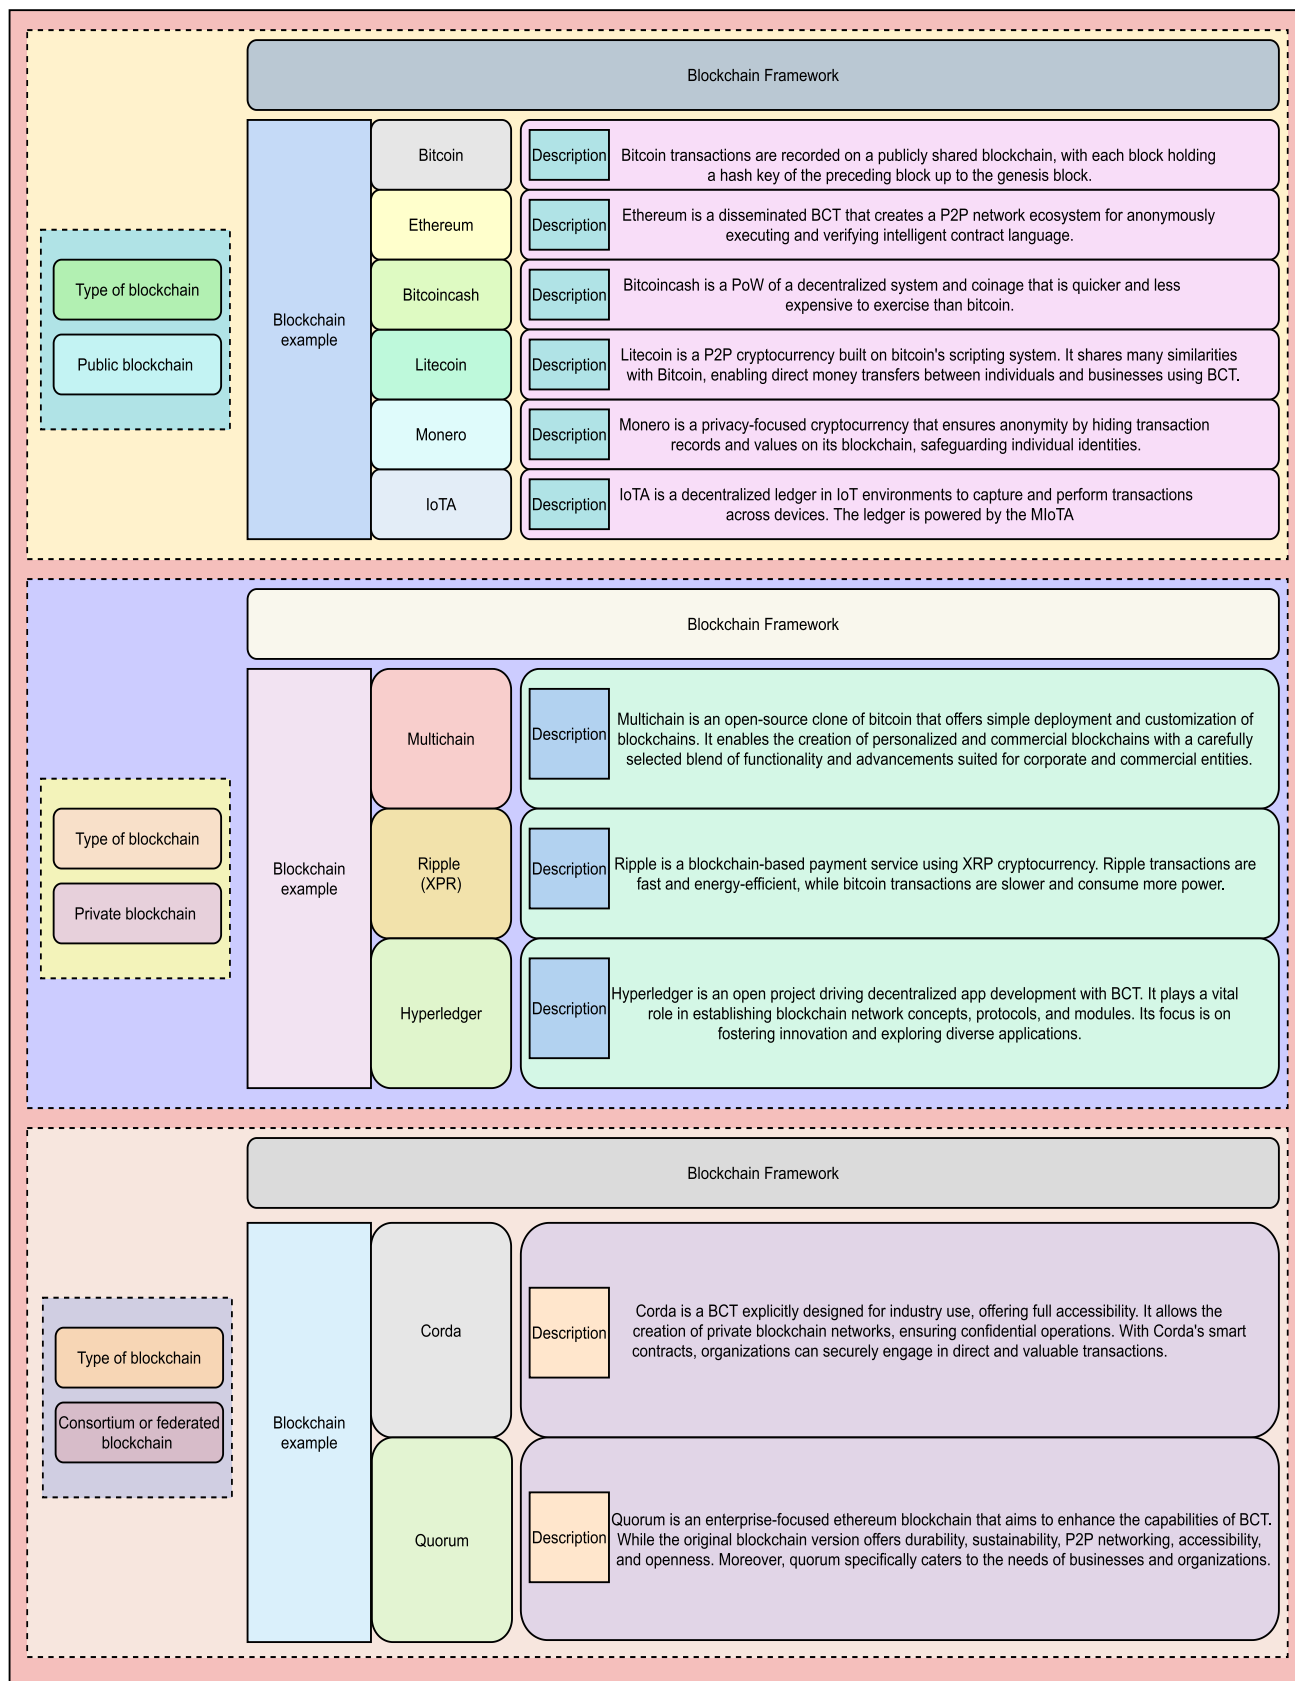 Blockchain Framework
Type of blockchain
Public blockchain
Blockchain
example
Bitcoin
Description
Bitcoin transactions are recorded on a publicly shared blockchain, with each block holding
a hash key of the preceding block up to the genesis block.
Ethereum
Description
Ethereum is a disseminated BCT that creates a P2P network ecosystem for anonymously
executing and verifying intelligent contract language.
Bitcoincash
Description
Bitcoincash is a PoW of a decentralized system and coinage that is quicker and less
expensive to exercise than bitcoin.
Litecoin
Description
Litecoin is a P2P cryptocurrency built on bitcoin's scripting system. It shares many similarities
with Bitcoin, enabling direct money transfers between individuals and businesses using BCT.
Monero
Description
Monero is a privacy-focused cryptocurrency that ensures anonymity by hiding transaction
records and values on its blockchain, safeguarding individual identities.
IoTA
Description
IoTA is a decentralized ledger in IoT environments to capture and perform transactions
across devices. The ledger is powered by the MIoTA
Blockchain Framework
Type of blockchain
Private blockchain
Blockchain
example
Multichain
Description
Multichain is an open-source clone of bitcoin that offers simple deployment and customization of
blockchains. It enables the creation of personalized and commercial blockchains with a carefully
selected blend of functionality and advancements suited for corporate and commercial entities.
Ripple
(XPR)
Description
Ripple is a blockchain-based payment service using XRP cryptocurrency. Ripple transactions are
fast and energy-efficient, while bitcoin transactions are slower and consume more power.
Hyperledger
Description
Hyperledger is an open project driving decentralized app development with BCT. It plays a vital
role in establishing blockchain network concepts, protocols, and modules. Its focus is on
fostering innovation and exploring diverse applications.
Blockchain Framework
Type of blockchain
Consortium or federated
blockchain
Blockchain
example
Corda
Description
Corda is a BCT explicitly designed for industry use, offering full accessibility. It allows the
creation of private blockchain networks, ensuring confidential operations. With Corda's smart
contracts, organizations can securely engage in direct and valuable transactions.
Quorum
Description
Quorum is an enterprise-focused ethereum blockchain that aims to enhance the capabilities of BCT.
While the original blockchain version offers durability, sustainability, P2P networking, accessibility,
and openness. Moreover, quorum specifically caters to the needs of businesses and organizations.